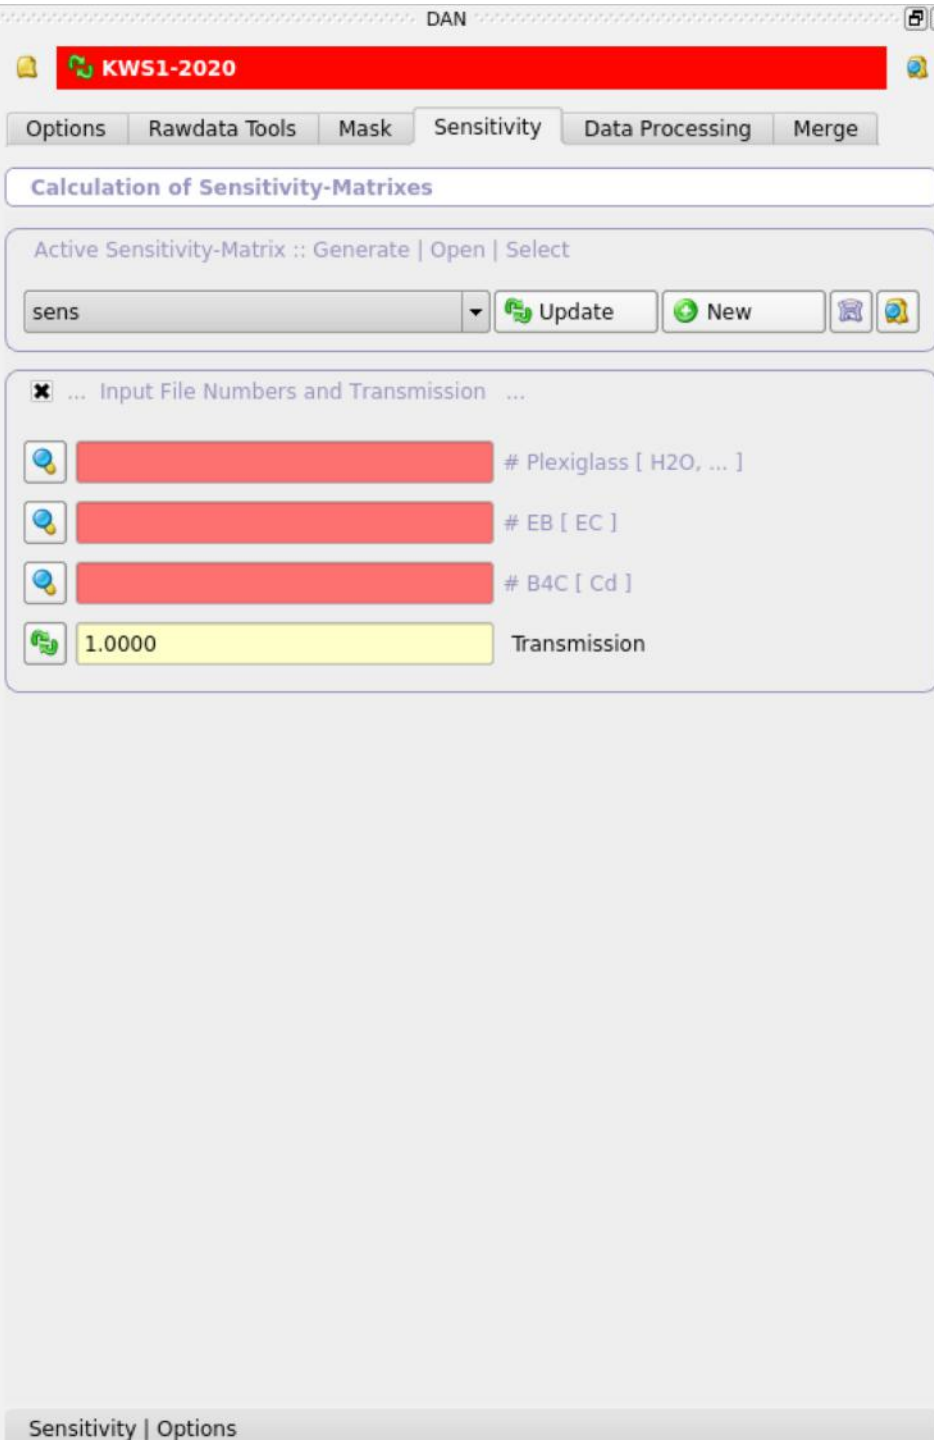 DAN
KWS1-2020
Options Rawdata Tools Mask Sensitivity Data Processing Merge
Calculation of Sensitivity-Matrixes
Active Sensitivity-Matrix :: Generate | Open | Select
sens Update New
... Input File Numbers and Transmission ...
# Plexiglass [ H2O, ... ]
# EB [ EC ]
# B4C [ Cd ]
1.0000 Transmission
Sensitivity | Options